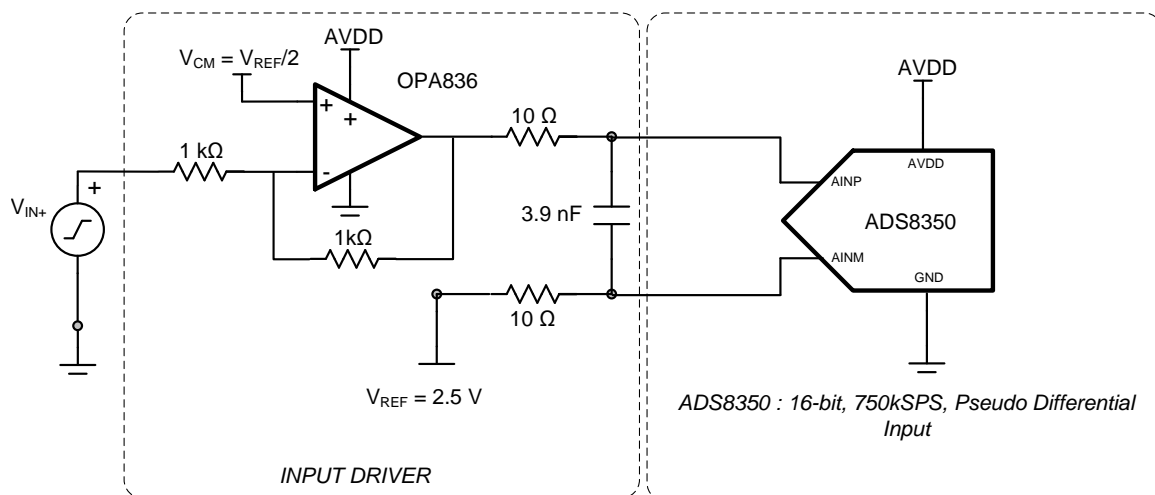 AVDD
V_CM = V_REF/2
OPA836
+
+
-
1 kΩ
+
V_IN+
1kΩ
10 Ω
3.9 nF
10 Ω
V_REF = 2.5 V
INPUT DRIVER
AVDD
AVDD
AINP
ADS8350
AINM
GND
ADS8350 : 16-bit, 750kSPS, Pseudo Differential
Input